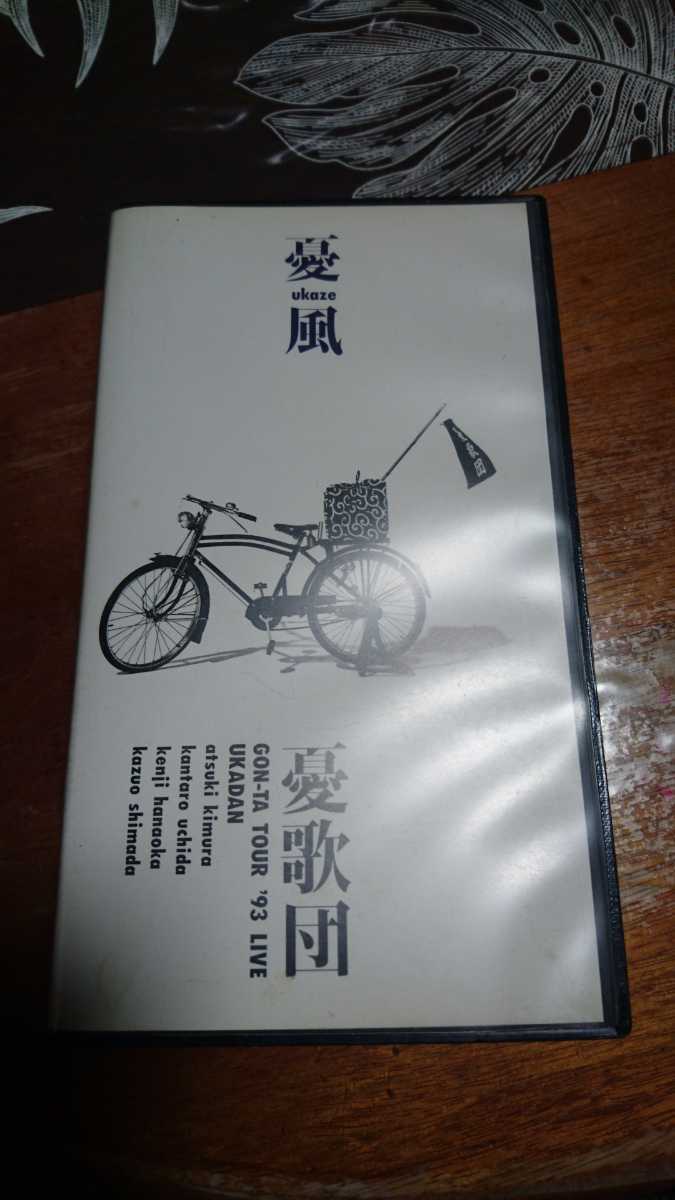 憂
ukaze
風
憂歌団
GON-TA TOUR '93 LIVE
UKADAN
atsuki kimura
kantaro uchida
kenji hanaoka
kazuo shimada